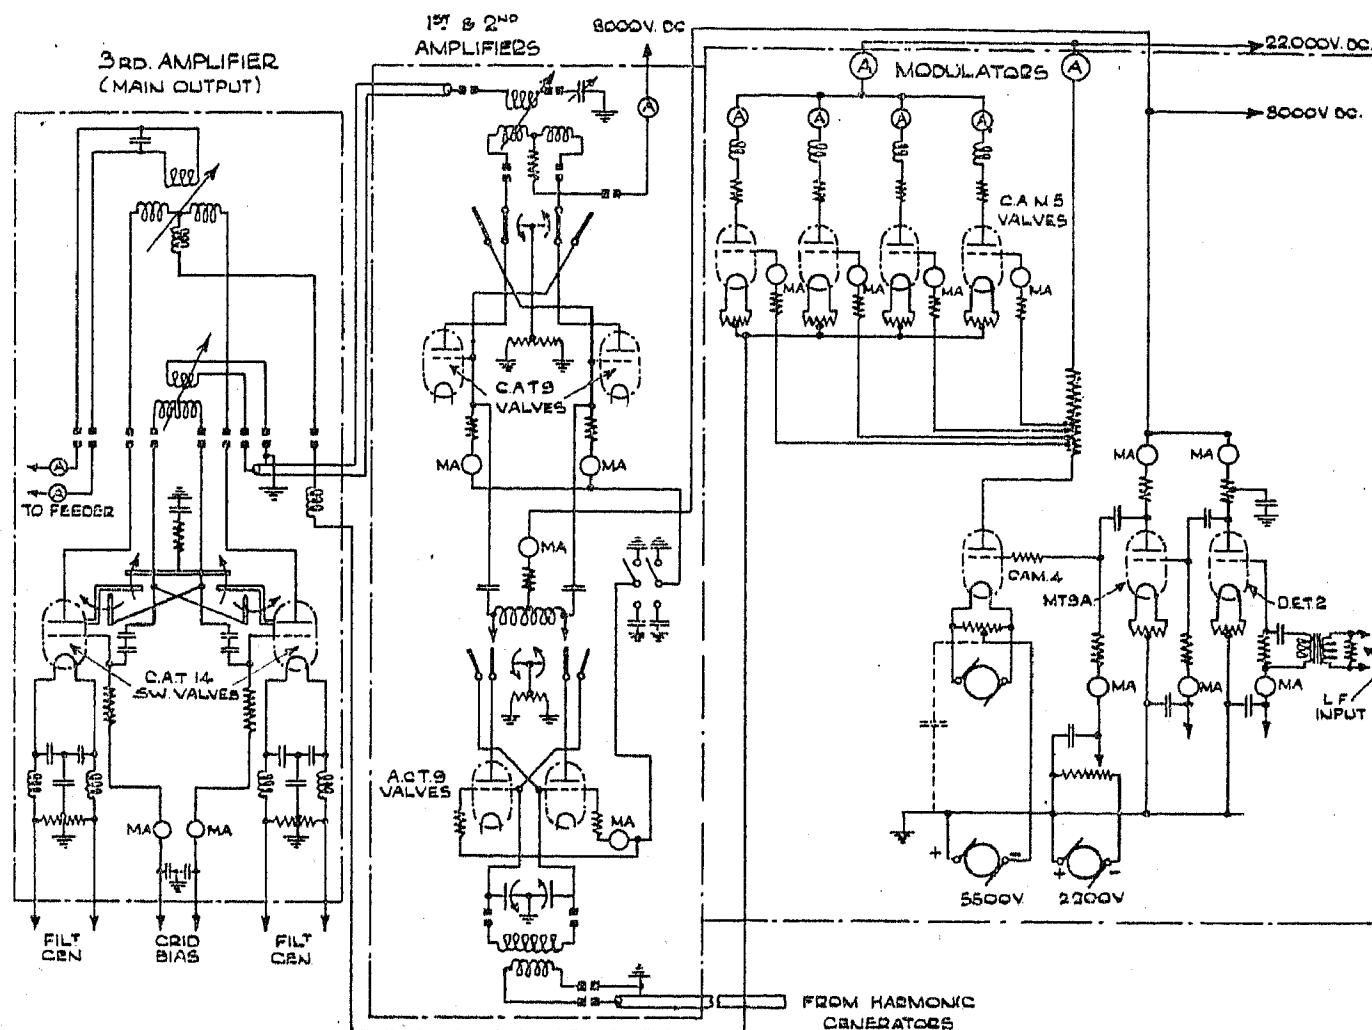 3RD. AMPLIFIER
(MAIN OUTPUT)
1ST & 2ND
AMPLIFIERS
8000V. DC.
22,000V. DC.
MODULATORS
A
A
8000V DC.
A
A
A
A
A
C.A.M.5
VALVES
MA
MA
MA
MA
C.A.T.9
VALVES
MA
MA
A
A
TO FEEDER
MA
MA
MA
CAM.4
MT9A
D.E.T.2
C.A.T. 14
S.W. VALVES
MA
MA
MA
L F
INPUT
A.C.T.9
VALVES
MA
MA
MA
+
-
+
-
5500V
2200V
FILT
GEN
GRID
BIAS
FILT
GEN.
FROM HARMONIC
GENERATORS